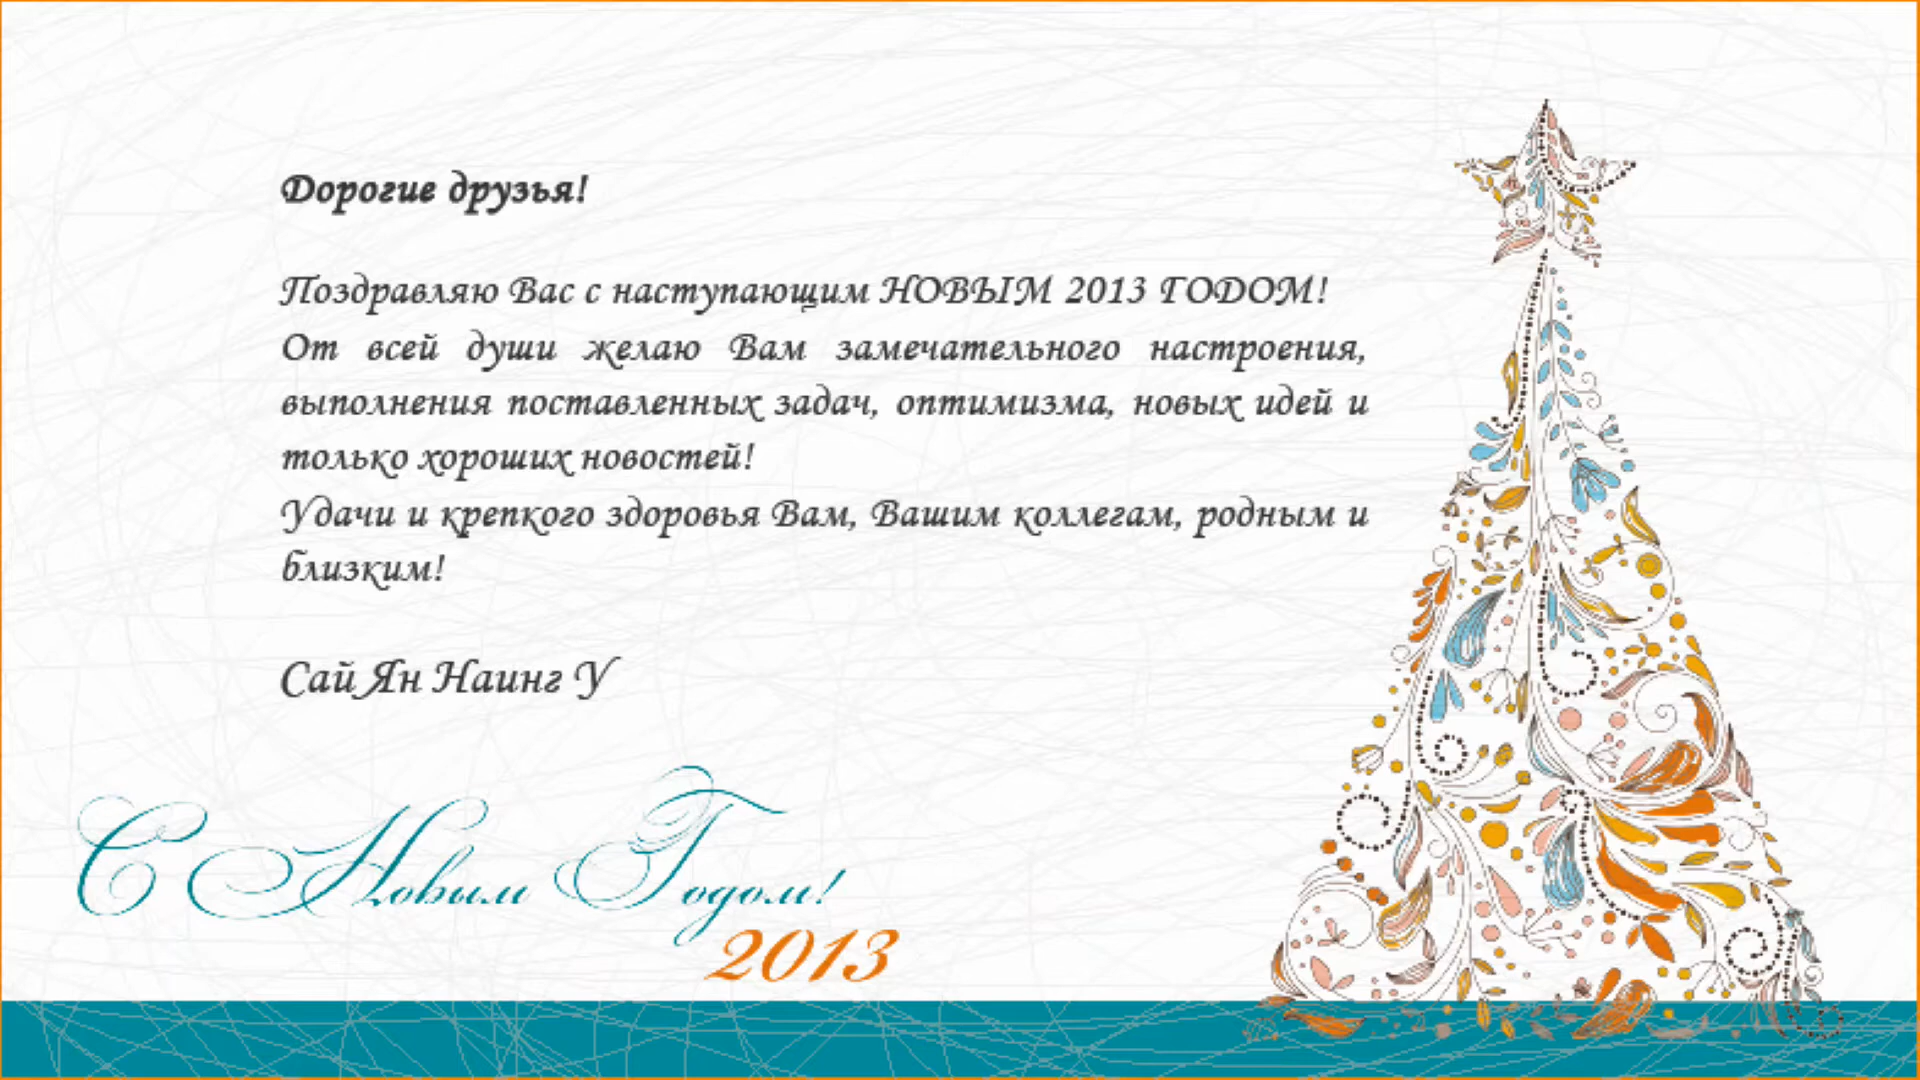 Дорогие друзья!
Поздравляю Вас с наступающим НОВЫМ 2013 ГОДОМ!
От всей души желаю Вам замечательного настроения,
выполнения поставленных задач, оптимизма, новых идей и
только хороших новостей!
Удачи и крепкого здоровья Вам, Вашим коллегам, родным и
близким!
Сай Ян Наинг У
С Новым Годом!
2013